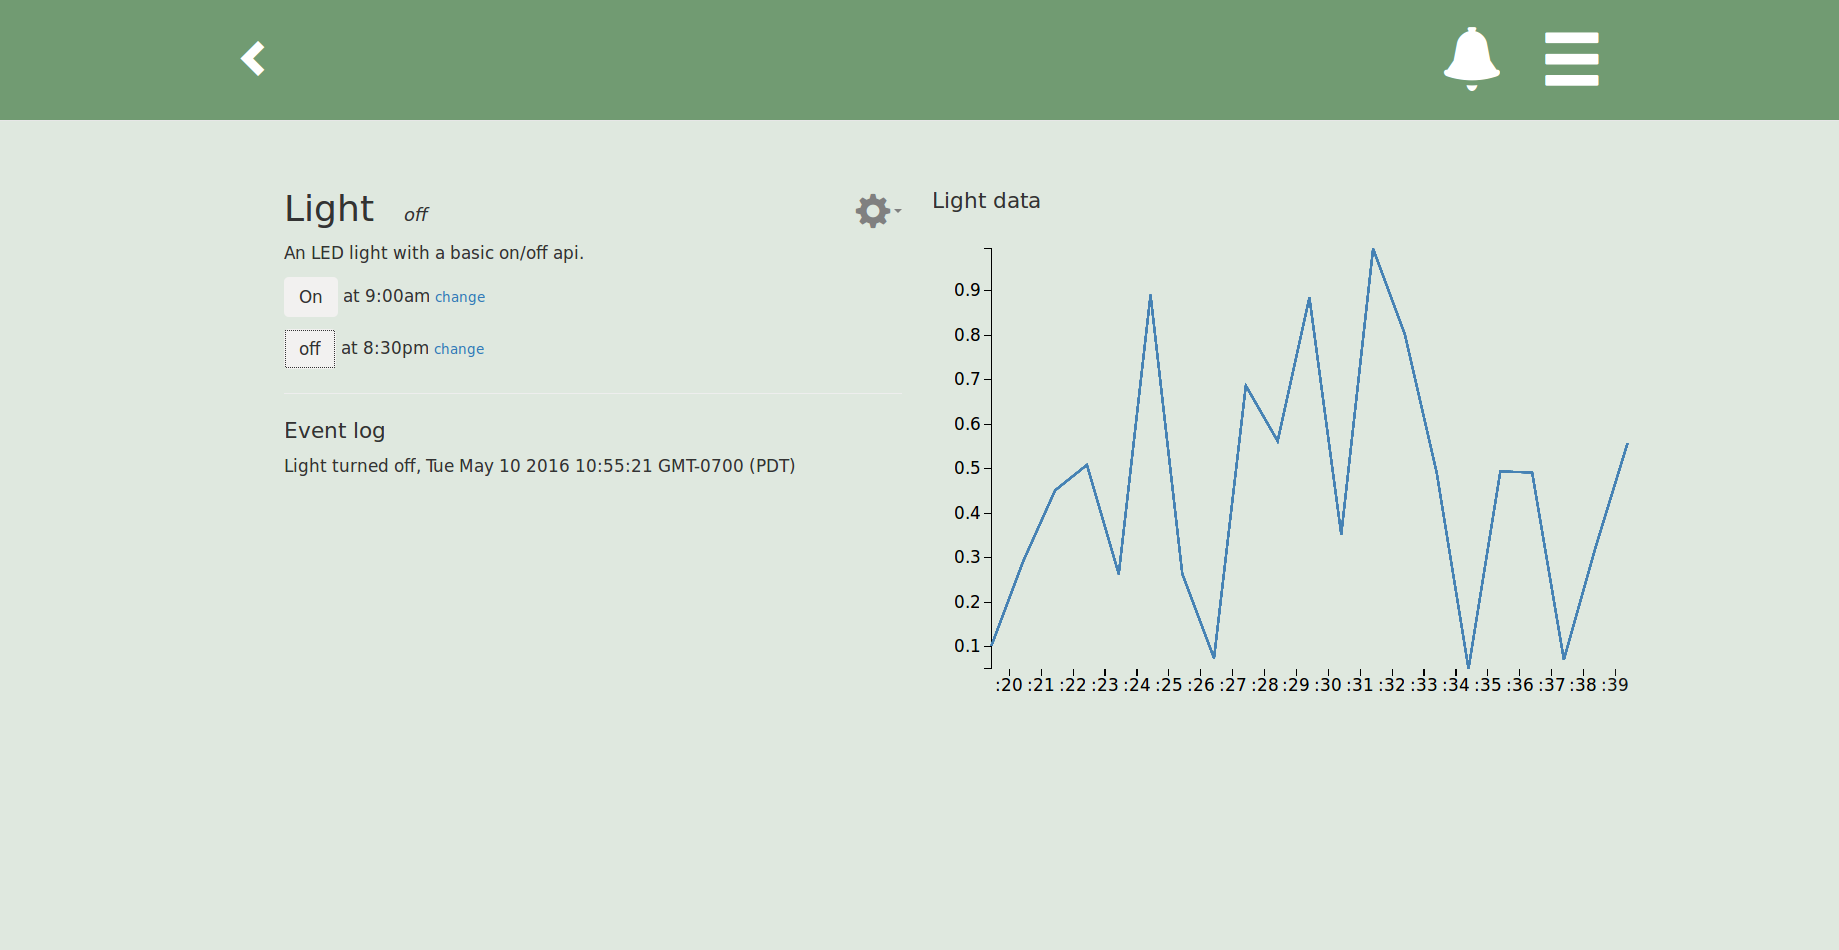 Light off
An LED light with a basic on/off api.
On at 9:00am change
off at 8:30pm change
Event log
Light turned off, Tue May 10 2016 10:55:21 GMT-0700 (PDT)
Light data
0.9
0.8
0.7
0.6
0.5
0.4
0.3
0.2
0.1
:20 :21 :22 :23 :24 :25 :26 :27 :28 :29 :30 :31 :32 :33 :34 :35 :36 :37 :38 :39